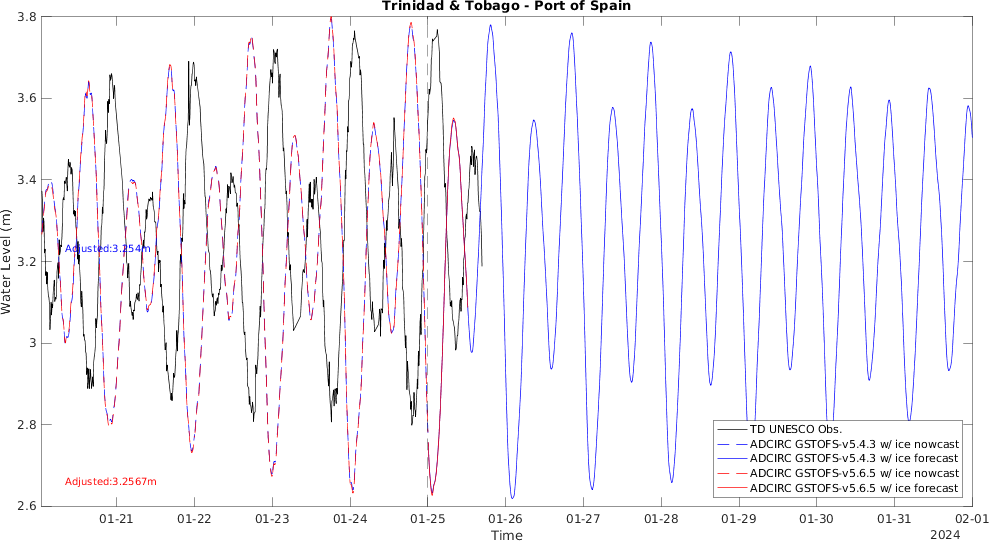 Trinidad & Tobago - Port of Spain
3.8
3.6
3.4
3.2
3
2.8
2.6
Water Level (m)
Adjusted:3.254m
Adjusted:3.2567m
TD UNESCO Obs.
ADCIRC GSTOFS-v5.4.3 w/ ice nowcast
ADCIRC GSTOFS-v5.4.3 w/ ice forecast
ADCIRC GSTOFS-v5.6.5 w/ ice nowcast
ADCIRC GSTOFS-v5.6.5 w/ ice forecast
01-21 01-22 01-23 01-24 01-25 01-26 01-27 01-28 01-29 01-30 01-31 02-01
Time
2024